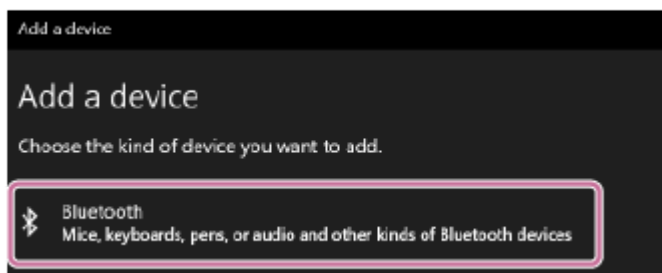 Add a device
Add a device
Choose the kind of device you want to add.
Bluetooth
Mice, keyboards, pens, or audio and other kinds of Bluetooth devices